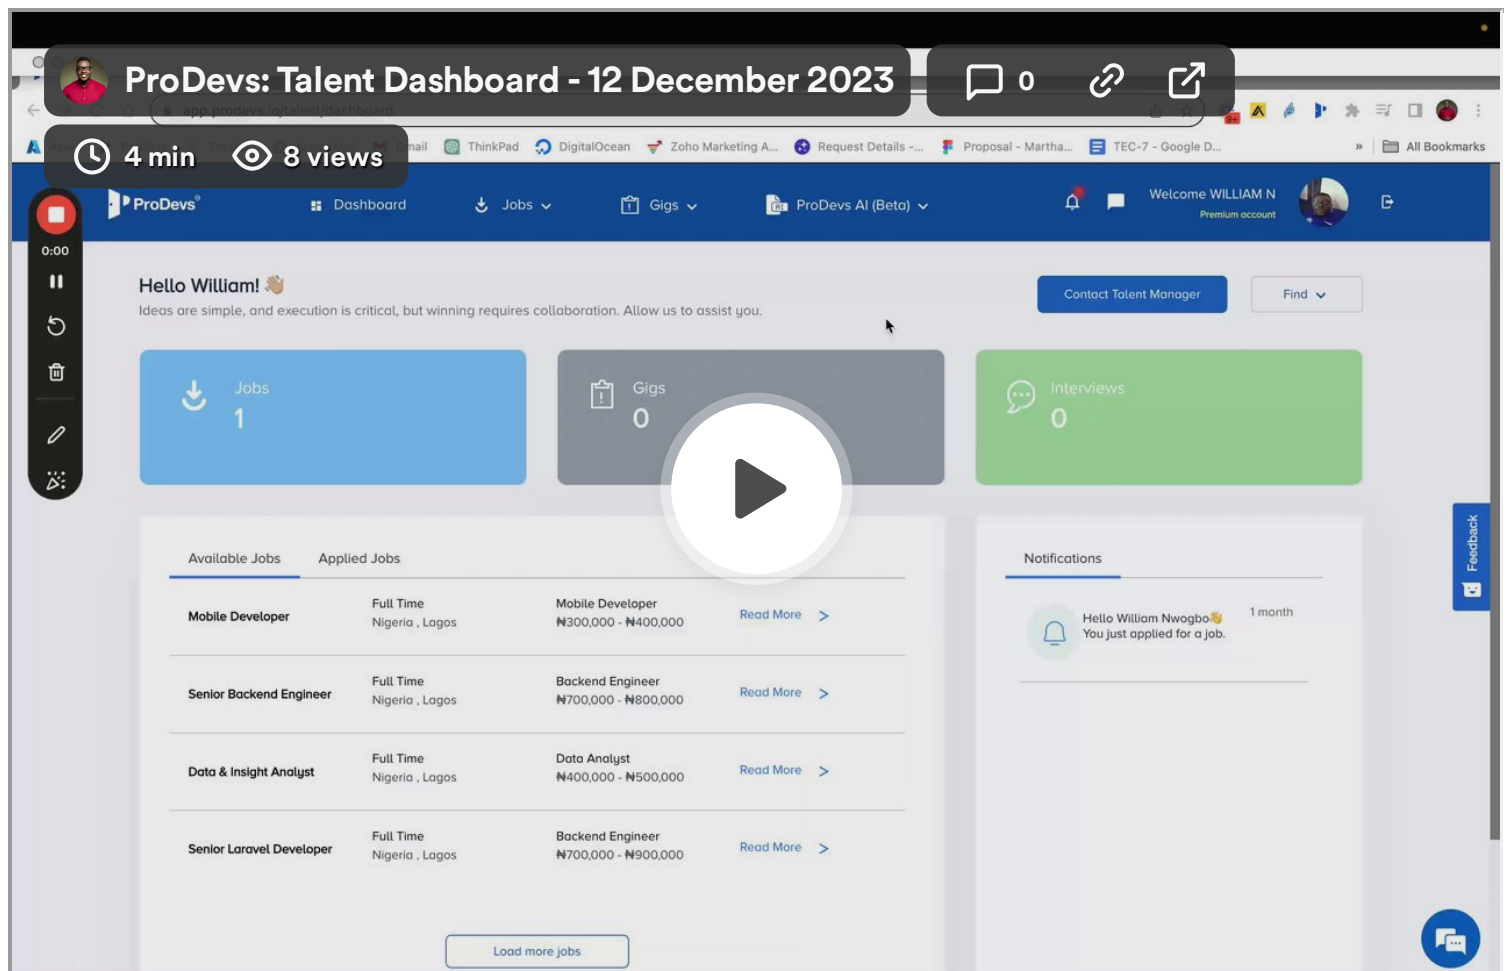 ProDevs: Talent Dashboard - 12 December 2023
0
4 min
8 views
app.prodevs.io/talent/dashboard
ThinkPad
DigitalOcean
Zoho Marketing A...
Request Details -...
Proposal - Martha...
TEC-7 - Google D...
»
All Bookmarks
0:00
ProDevs
Dashboard
Jobs
Gigs
ProDevs AI (Beta)
Welcome WILLIAM N
Premium account
Hello William! 👋
Ideas are simple, and execution is critical, but winning requires collaboration. Allow us to assist you.
Contact Talent Manager
Find
Jobs
1
Gigs
0
Interviews
0
Available Jobs
Applied Jobs
Mobile Developer
Full Time
Nigeria , Lagos
Mobile Developer
₦300,000 - ₦400,000
Read More >
Senior Backend Engineer
Full Time
Nigeria , Lagos
Backend Engineer
₦700,000 - ₦800,000
Read More >
Data & Insight Analyst
Full Time
Nigeria , Lagos
Data Analyst
₦400,000 - ₦500,000
Read More >
Senior Laravel Developer
Full Time
Nigeria , Lagos
Backend Engineer
₦700,000 - ₦900,000
Read More >
Load more jobs
Notifications
Hello William Nwogbo👋
You just applied for a job.
1 month
Feedback